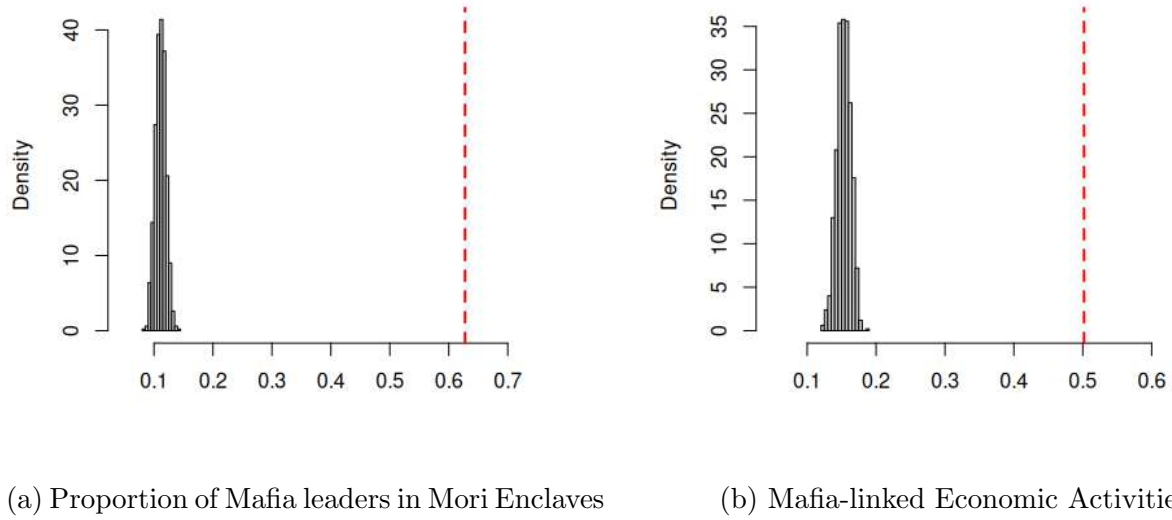 Density
40
30
20
10
0
0.1 0.2 0.3 0.4 0.5 0.6 0.7
(a) Proportion of Mafia leaders in Mori Enclaves
Density
35
30
25
20
15
10
5
0
0.1 0.2 0.3 0.4 0.5 0.6
(b) Mafia-linked Economic Activitie